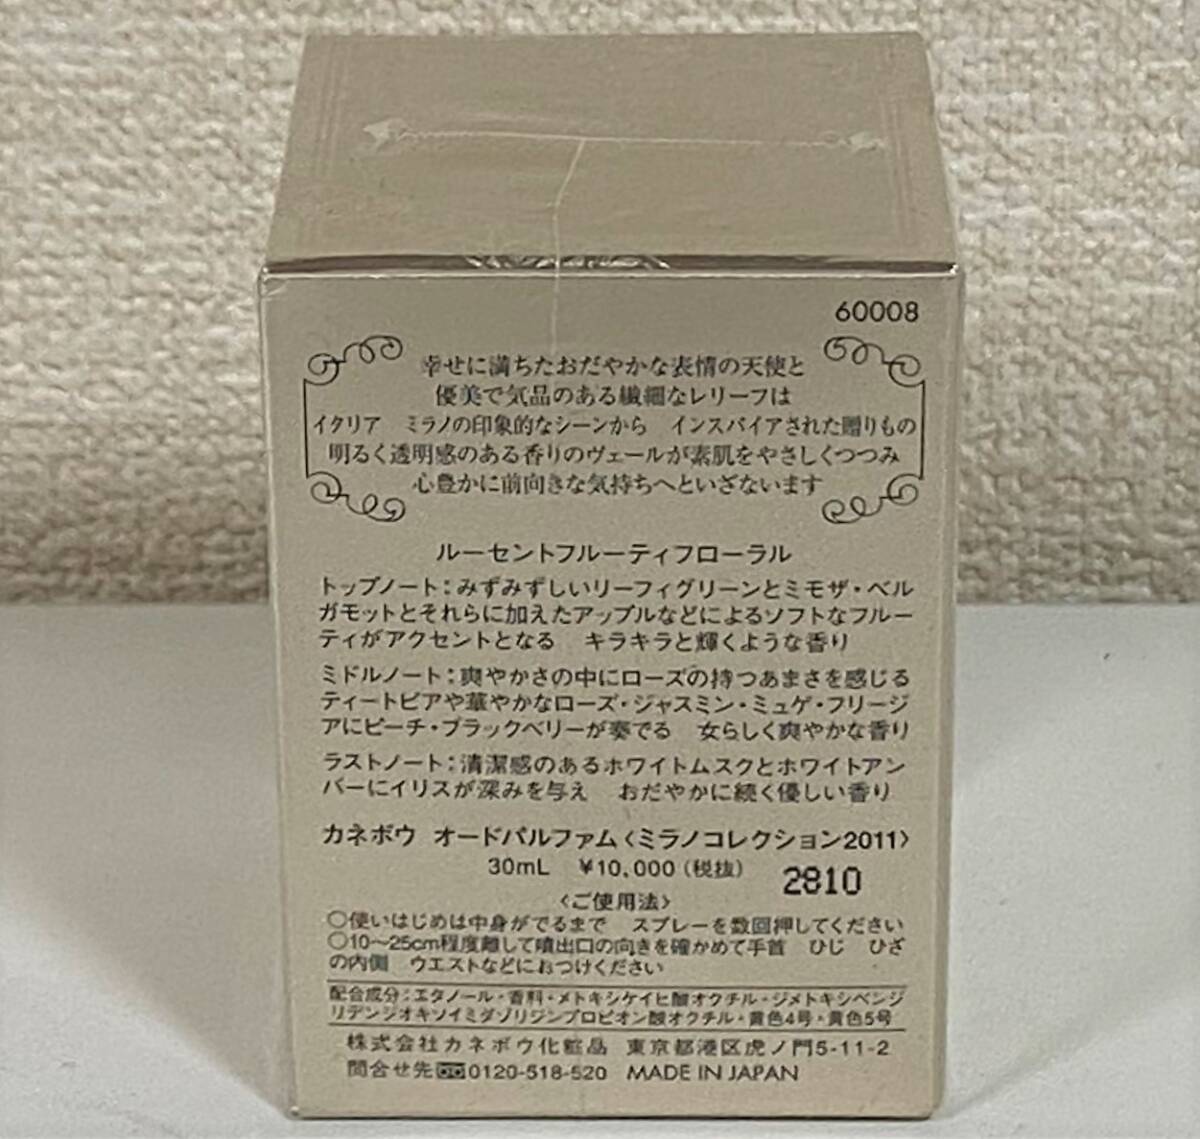 60008
幸せに満ちたおだやかな表情の天使と
優美で気品のある繊細なレリーフは
イタリア　ミラノの印象的なシーンから　インスパイアされた贈りもの
明るく透明感のある香りのヴェールが素肌をやさしくつつみ
心豊かに前向きな気持ちへといざないます
ルーセントフルーティフローラル
トップノート：みずみずしいリーフィグリーンとミモザ・ベル
ガモットとそれらに加えたアップルなどによるソフトなフルー
ティがアクセントとなる　キラキラと輝くような香り
ミドルノート：爽やかさの中にローズの持つあまさを感じる
ティートピアや華やかなローズ・ジャスミン・ミュゲ・フリージ
アにピーチ・ブラックベリーが奏でる　女らしく爽やかな香り
ラストノート：清潔感のあるホワイトムスクとホワイトアン
バーにイリスが深みを与え　おだやかに続く優しい香り
カネボウ　オードパルファム〈ミラノコレクション2011〉
30mL　¥10,000（税抜）　2810
〈ご使用法〉
○使いはじめは中身がでるまで　スプレーを数回押してください
○10〜25cm程度離して噴出口の向きを確かめて手首　ひじ　ひざ
の内側　ウエストなどにおつけください
配合成分：エタノール・香料・メトキシケイヒ酸オクチル・ジメトキシベンジ
リデンジオキソイミダゾリジンプロピオン酸オクチル・黄色4号・黄色5号
株式会社カネボウ化粧品　東京都港区虎ノ門5-11-2
問合せ先 0120-518-520　MADE IN JAPAN